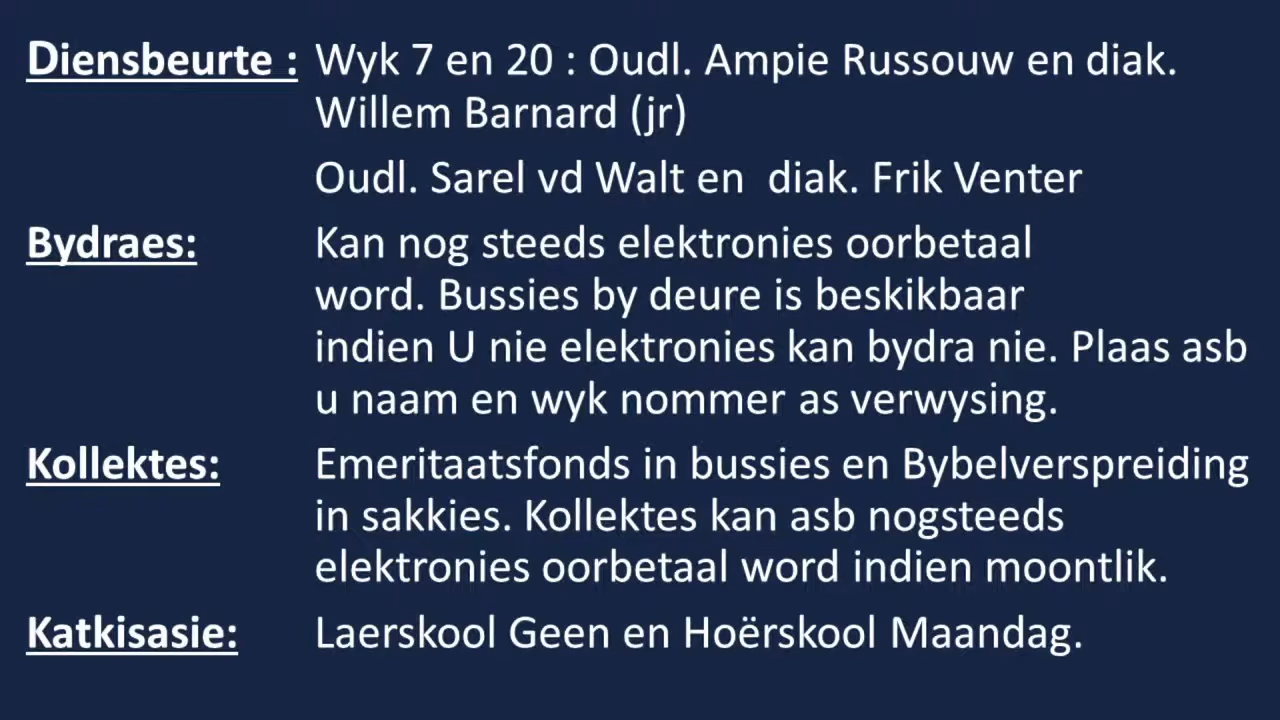 Diensbeurte : Wyk 7 en 20 : Oudl. Ampie Russouw en diak.
Willem Barnard (jr)
Oudl. Sarel vd Walt en diak. Frik Venter
Bydraes: Kan nog steeds elektronies oorbetaal
word. Bussies by deure is beskikbaar
indien U nie elektronies kan bydra nie. Plaas asb
u naam en wyk nommer as verwysing.
Kollektes: Emeritaatsfonds in bussies en Bybelverspreiding
in sakkies. Kollektes kan asb nogsteeds
elektronies oorbetaal word indien moontlik.
Katkisasie: Laerskool Geen en Hoërskool Maandag.